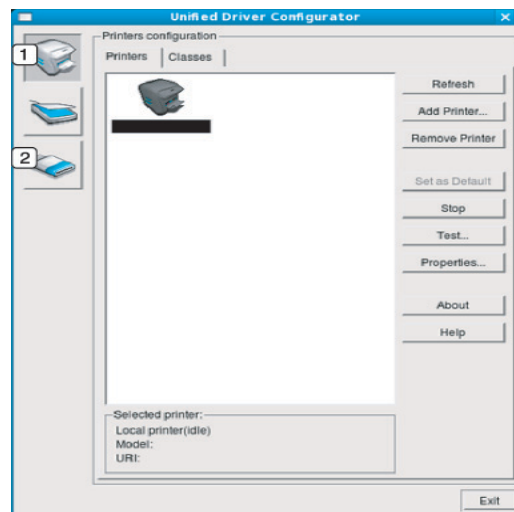 Unified Driver Configurator
Printers configuration
1
Printers
Classes
2
Refresh
Add Printer...
Remove Printer
Set as Default
Stop
Test...
Properties...
About
Help
Selected printer:
Local printer(idle)
Model:
URI:
Exit